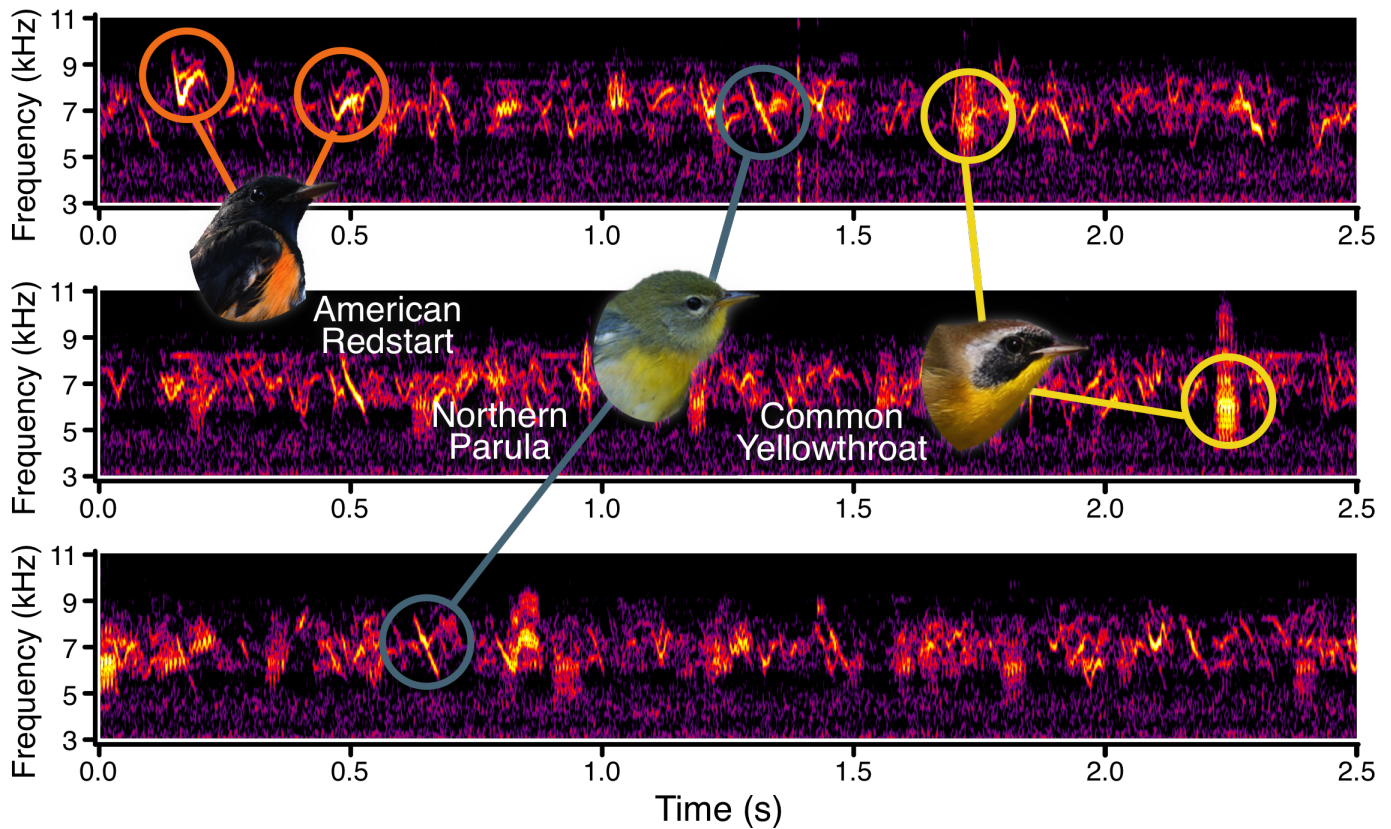 Frequency (kHz)
11
9
7
5
3
0.0 0.5 1.0 1.5 2.0 2.5
Frequency (kHz)
11
9
7
5
3
American
Redstart
Northern
Parula
Common
Yellowthroat
0.0 0.5 1.0 1.5 2.0 2.5
Frequency (kHz)
11
9
7
5
3
0.0 0.5 1.0 1.5 2.0 2.5
Time (s)